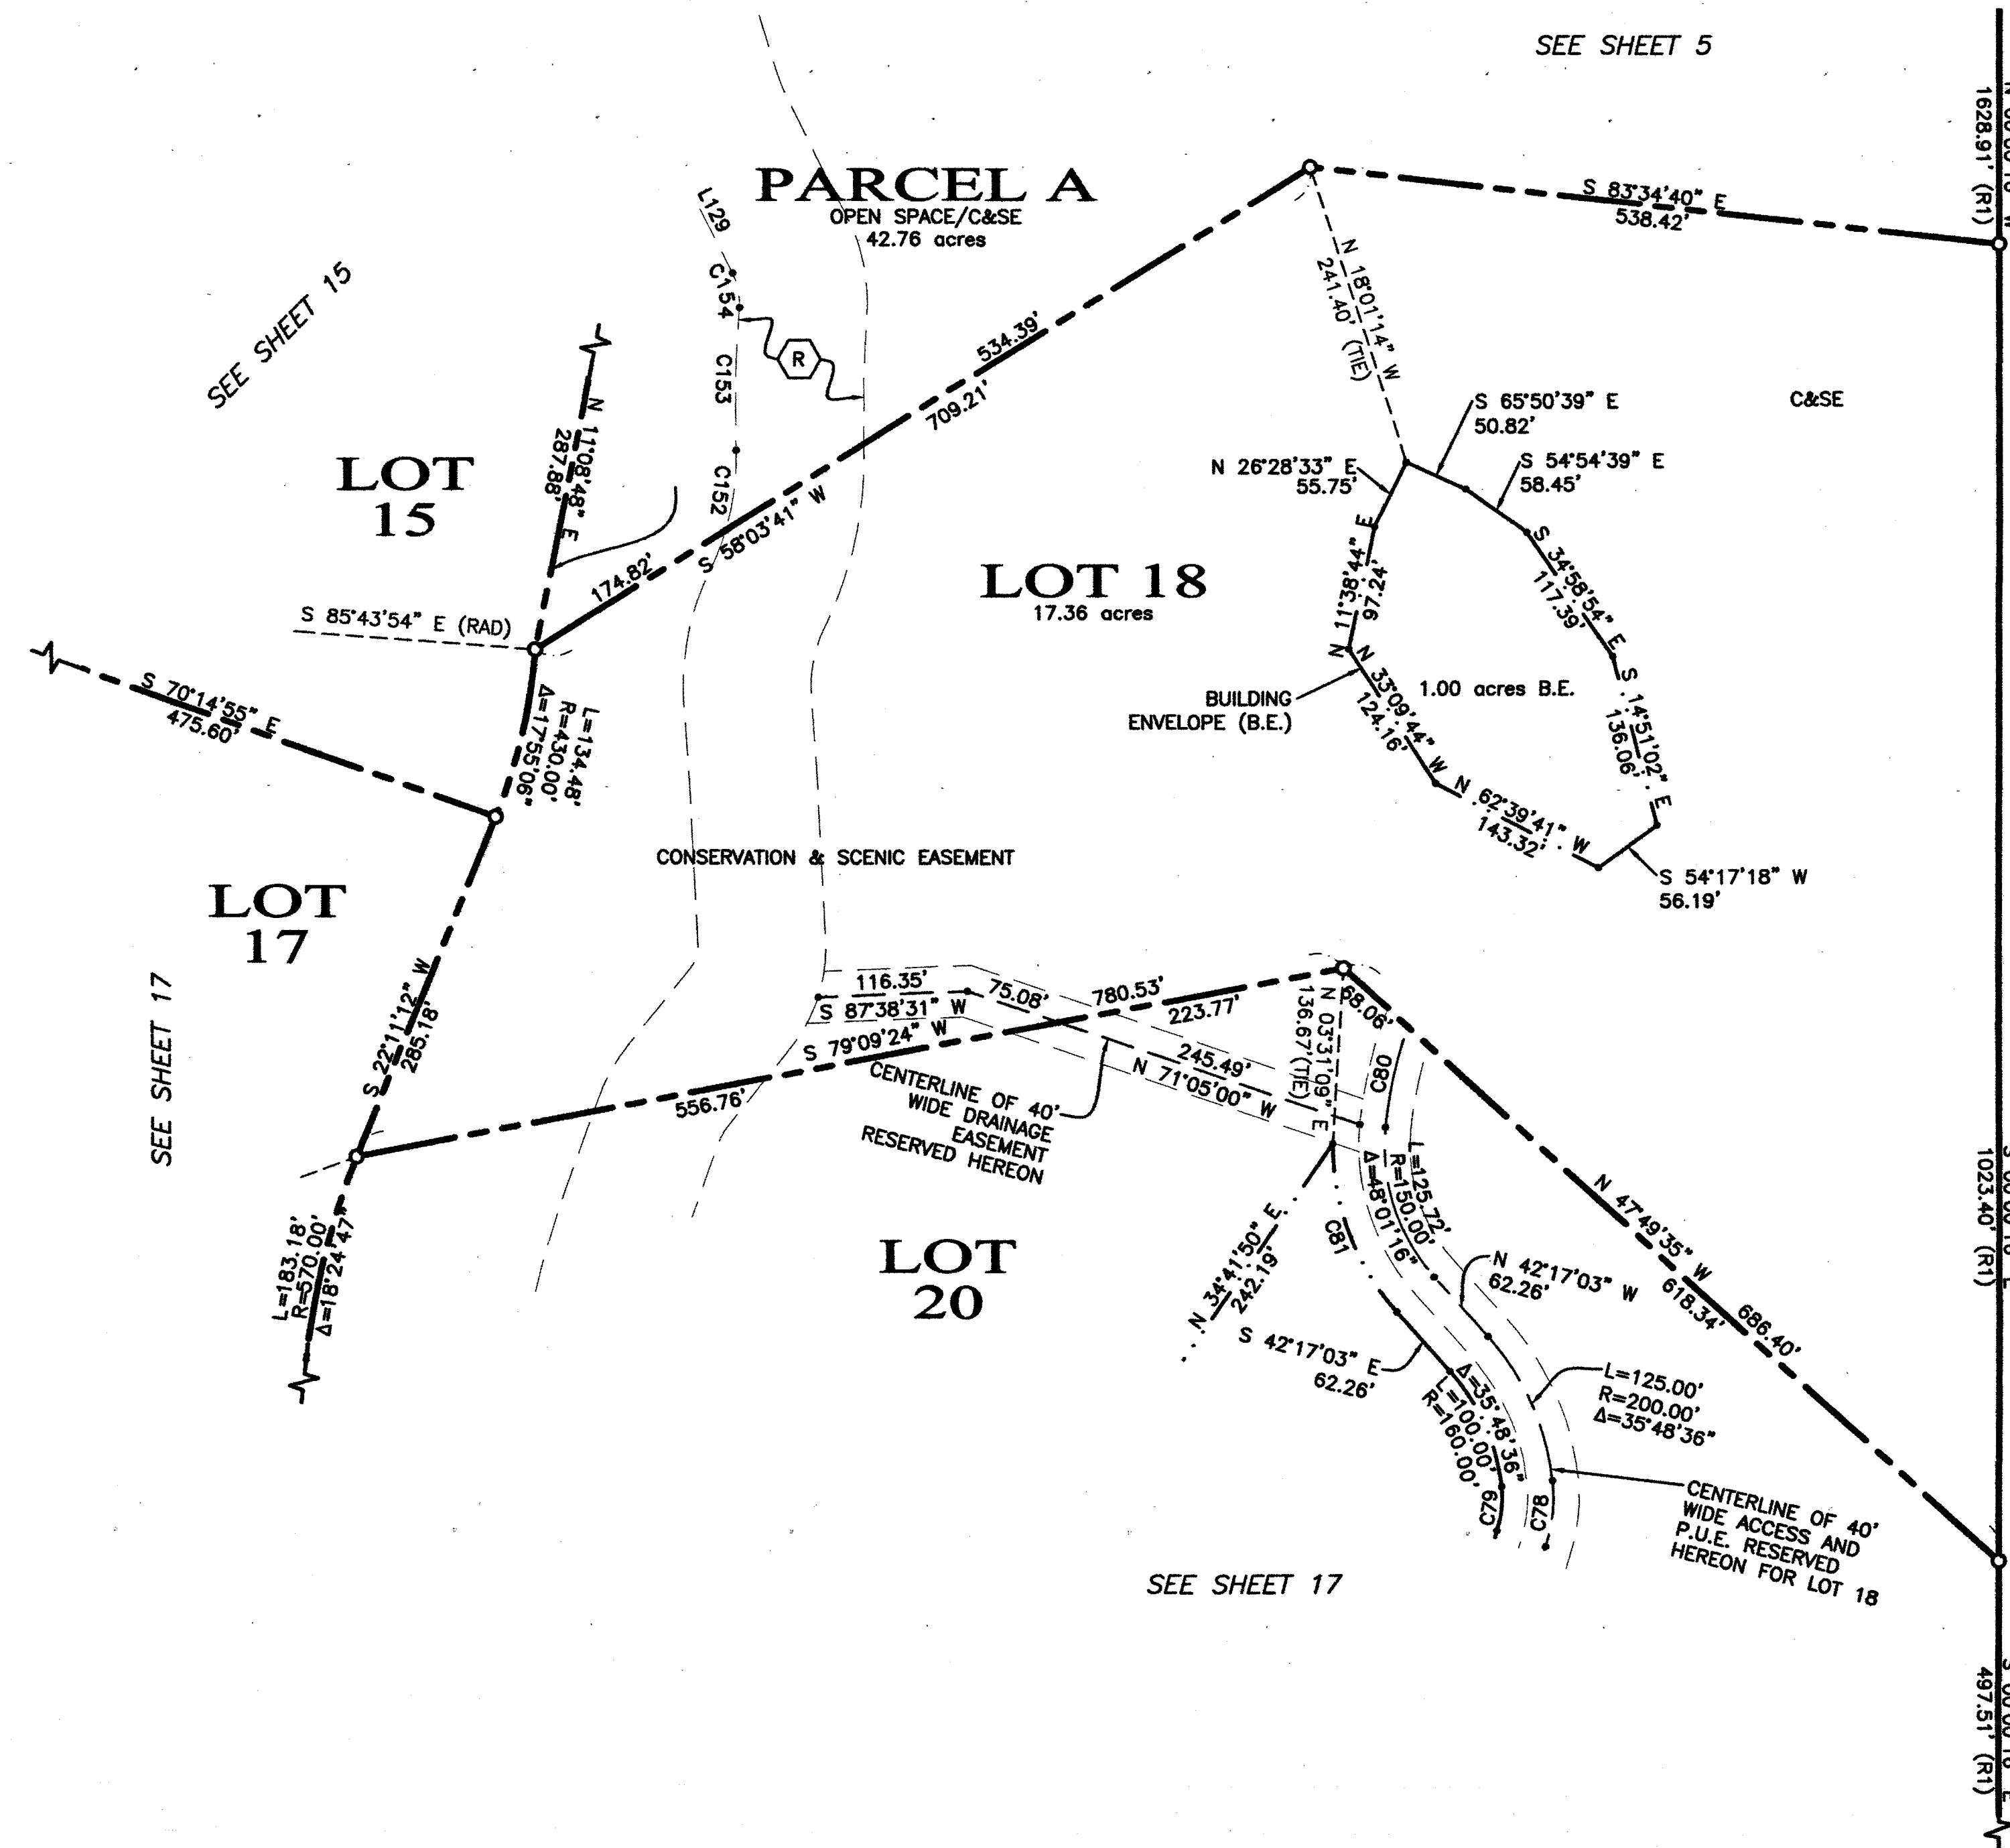 SEE SHEET 5
1628.91' (R1)
PARCEL A
OPEN SPACE/C&SE
42.76 acres
S 83°34'40" E
538.42'
L129
C154
R
C153
C152
SEE SHEET 15
N 18°01'14" W
241.40' (TIE)
534.39'
709.21'
S 58°03'41" W
174.82'
N 11°08'48" E
287.88'
LOT
15
S 65°50'39" E
50.82'
C&SE
N 26°28'33" E
55.75'
S 54°54'39" E
58.45'
N 11°38'44" E
97.24'
S 34°58'54" E
117.39'
LOT 18
17.36 acres
S 85°43'54" E (RAD)
S 70°14'55" E
475.60'
L=134.48'
R=430.00'
Δ=17°55'06"
BUILDING
ENVELOPE (B.E.)
1.00 acres B.E.
N 33°09'44" W
124.16'
S 14°51'02" E
136.06'
N 62°39'41" W
143.32'
S 54°17'18" W
56.19'
CONSERVATION & SCENIC EASEMENT
LOT
17
SEE SHEET 17
S 22°11'12" W
285.18'
116.35'
S 87°38'31" W
75.08'
780.53'
223.77'
S 79°09'24" W
556.76'
68.06'
N 03°31'09" E
136.67'(TIE)
C80
245.49'
N 71°05'00" W
CENTERLINE OF 40'
WIDE DRAINAGE
EASEMENT
RESERVED HEREON
L=125.72'
R=150.00'
Δ=48°01'16"
C81
N 34°41'50" E
242.19'
N 42°17'03" W
62.26'
S 42°17'03" E
62.26'
N 47°49'35" W
618.34'
686.40'
1023.40' (R1)
L=183.18'
R=570.00'
Δ=18°24'47"
LOT
20
L=125.00'
R=200.00'
Δ=35°48'36"
Δ=35°48'36"
L=100.00'
R=160.00'
C79
C78
CENTERLINE OF 40'
WIDE ACCESS AND
P.U.E. RESERVED
HEREON FOR LOT 18
SEE SHEET 17
497.51' (R1)